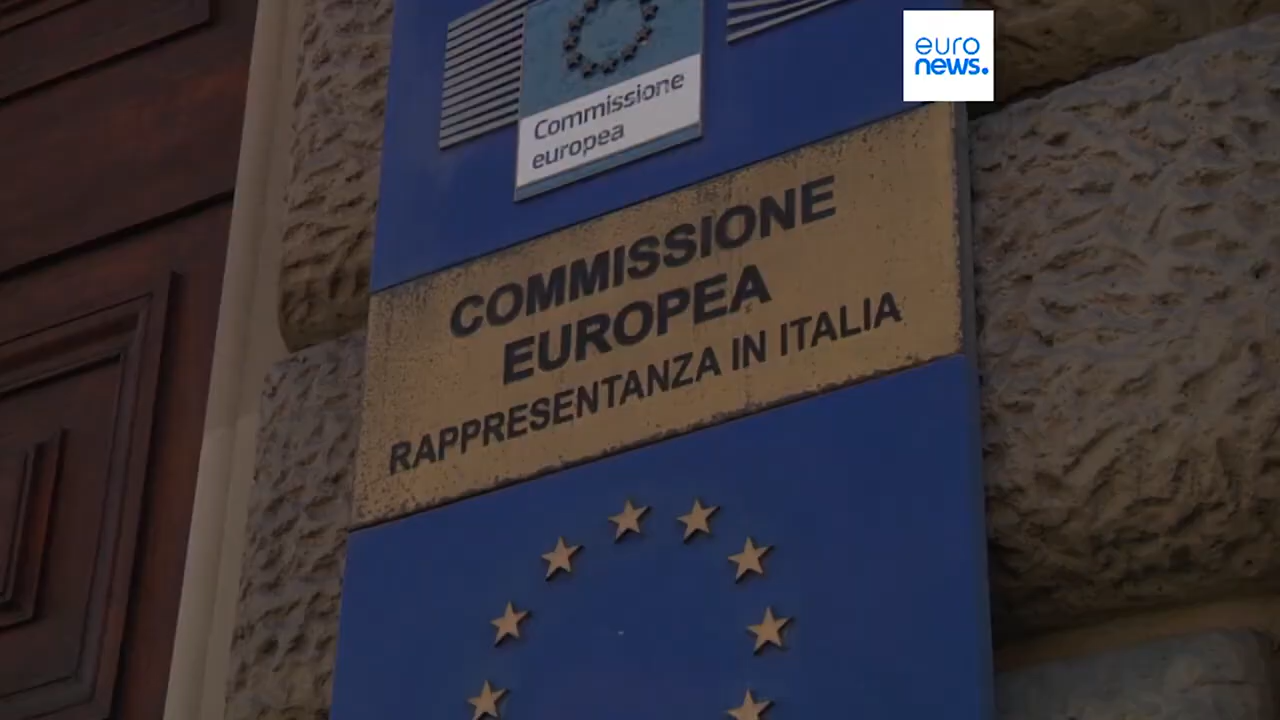 euro
news.
Commissione
europea
COMMISSIONE
EUROPEA
RAPPRESENTANZA IN ITALIA